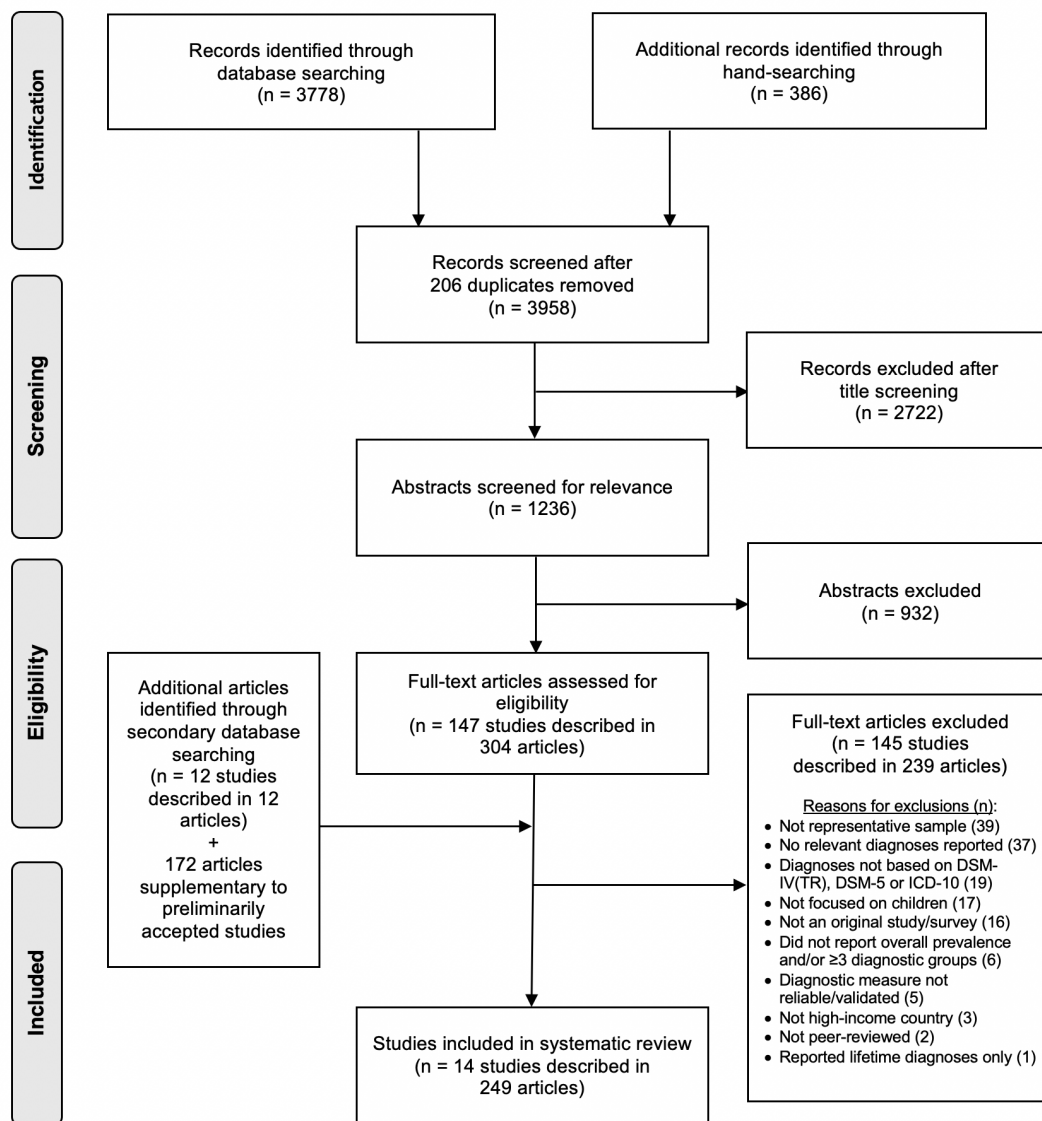 Identification
Records identified through
database searching
(n = 3778)
Additional records identified through
hand-searching
(n = 386)
Records screened after
206 duplicates removed
(n = 3958)
Screening
Records excluded after
title screening
(n = 2722)
Abstracts screened for relevance
(n = 1236)
Abstracts excluded
(n = 932)
Eligibility
Additional articles
identified through
secondary database
searching
(n = 12 studies
described in 12
articles)
+
172 articles
supplementary to
preliminarily
accepted studies
Full-text articles assessed for
eligibility
(n = 147 studies described in
304 articles)
Full-text articles excluded
(n = 145 studies
described in 239 articles)
Reasons for exclusions (n):
• Not representative sample (39)
• No relevant diagnoses reported (37)
• Diagnoses not based on DSM-
IV(TR), DSM-5 or ICD-10 (19)
• Not focused on children (17)
• Not an original study/survey (16)
• Did not report overall prevalence
and/or ≥3 diagnostic groups (6)
• Diagnostic measure not
reliable/validated (5)
• Not high-income country (3)
• Not peer-reviewed (2)
• Reported lifetime diagnoses only (1)
Included
Studies included in systematic review
(n = 14 studies described in
249 articles)